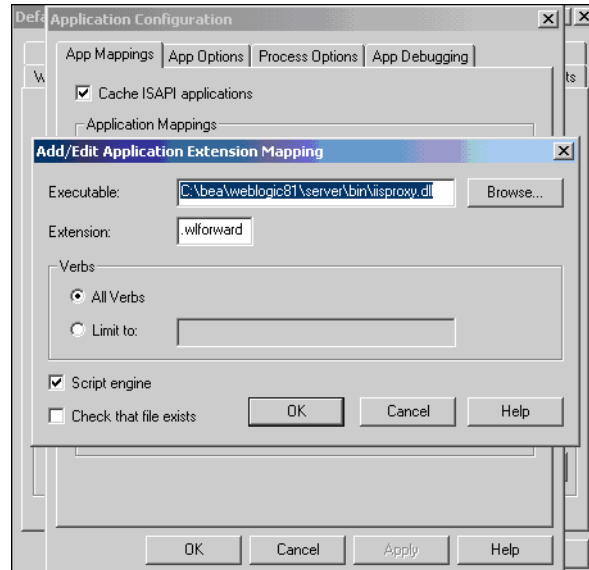 Defa
Application Configuration
App Mappings App Options Process Options App Debugging
W
ts
Cache ISAPI applications
Application Mappings
Add/Edit Application Extension Mapping
Executable: C:\bea\weblogic81\server\bin\iisproxy.dll Browse...
Extension: .wlforward
Verbs
All Verbs
Limit to:
Script engine
Check that file exists OK Cancel Help
OK Cancel Apply Help